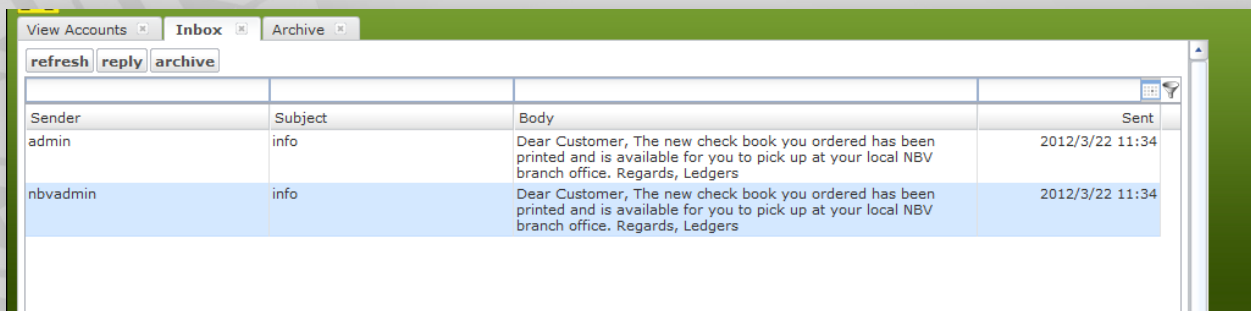 View Accounts Inbox Archive
refresh reply archive
Sender Subject Body Sent
admin info Dear Customer, The new check book you ordered has been 2012/3/22 11:34
printed and is available for you to pick up at your local NBV
branch office. Regards, Ledgers
nbvadmin info Dear Customer, The new check book you ordered has been 2012/3/22 11:34
printed and is available for you to pick up at your local NBV
branch office. Regards, Ledgers